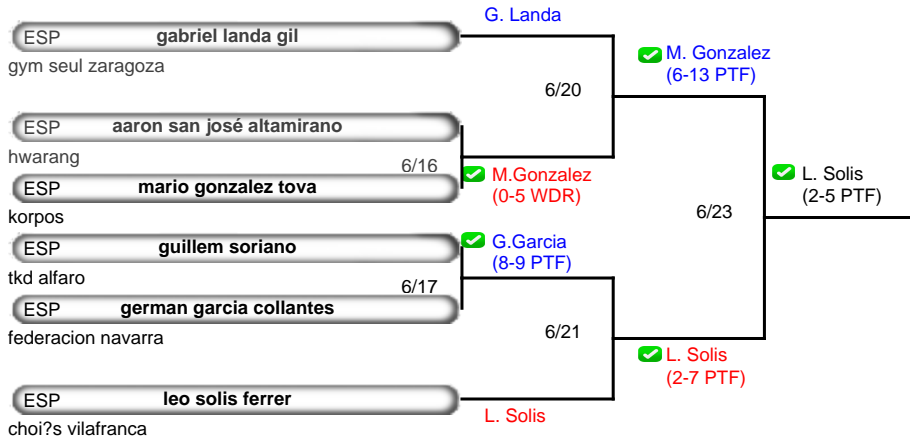 G. Landa
ESP gabriel landa gil
gym seul zaragoza
M. Gonzalez
(6-13 PTF)
6/20
ESP aaron san josé altamirano
hwarang
6/16
M.Gonzalez
(0-5 WDR)
ESP mario gonzalez tova
korpos
L. Solis
(2-5 PTF)
6/23
ESP guillem soriano
tkd alfaro
G.Garcia
(8-9 PTF)
6/17
ESP german garcia collantes
federacion navarra
6/21
L. Solis
(2-7 PTF)
ESP leo solis ferrer
choi?s vilafranca
L. Solis